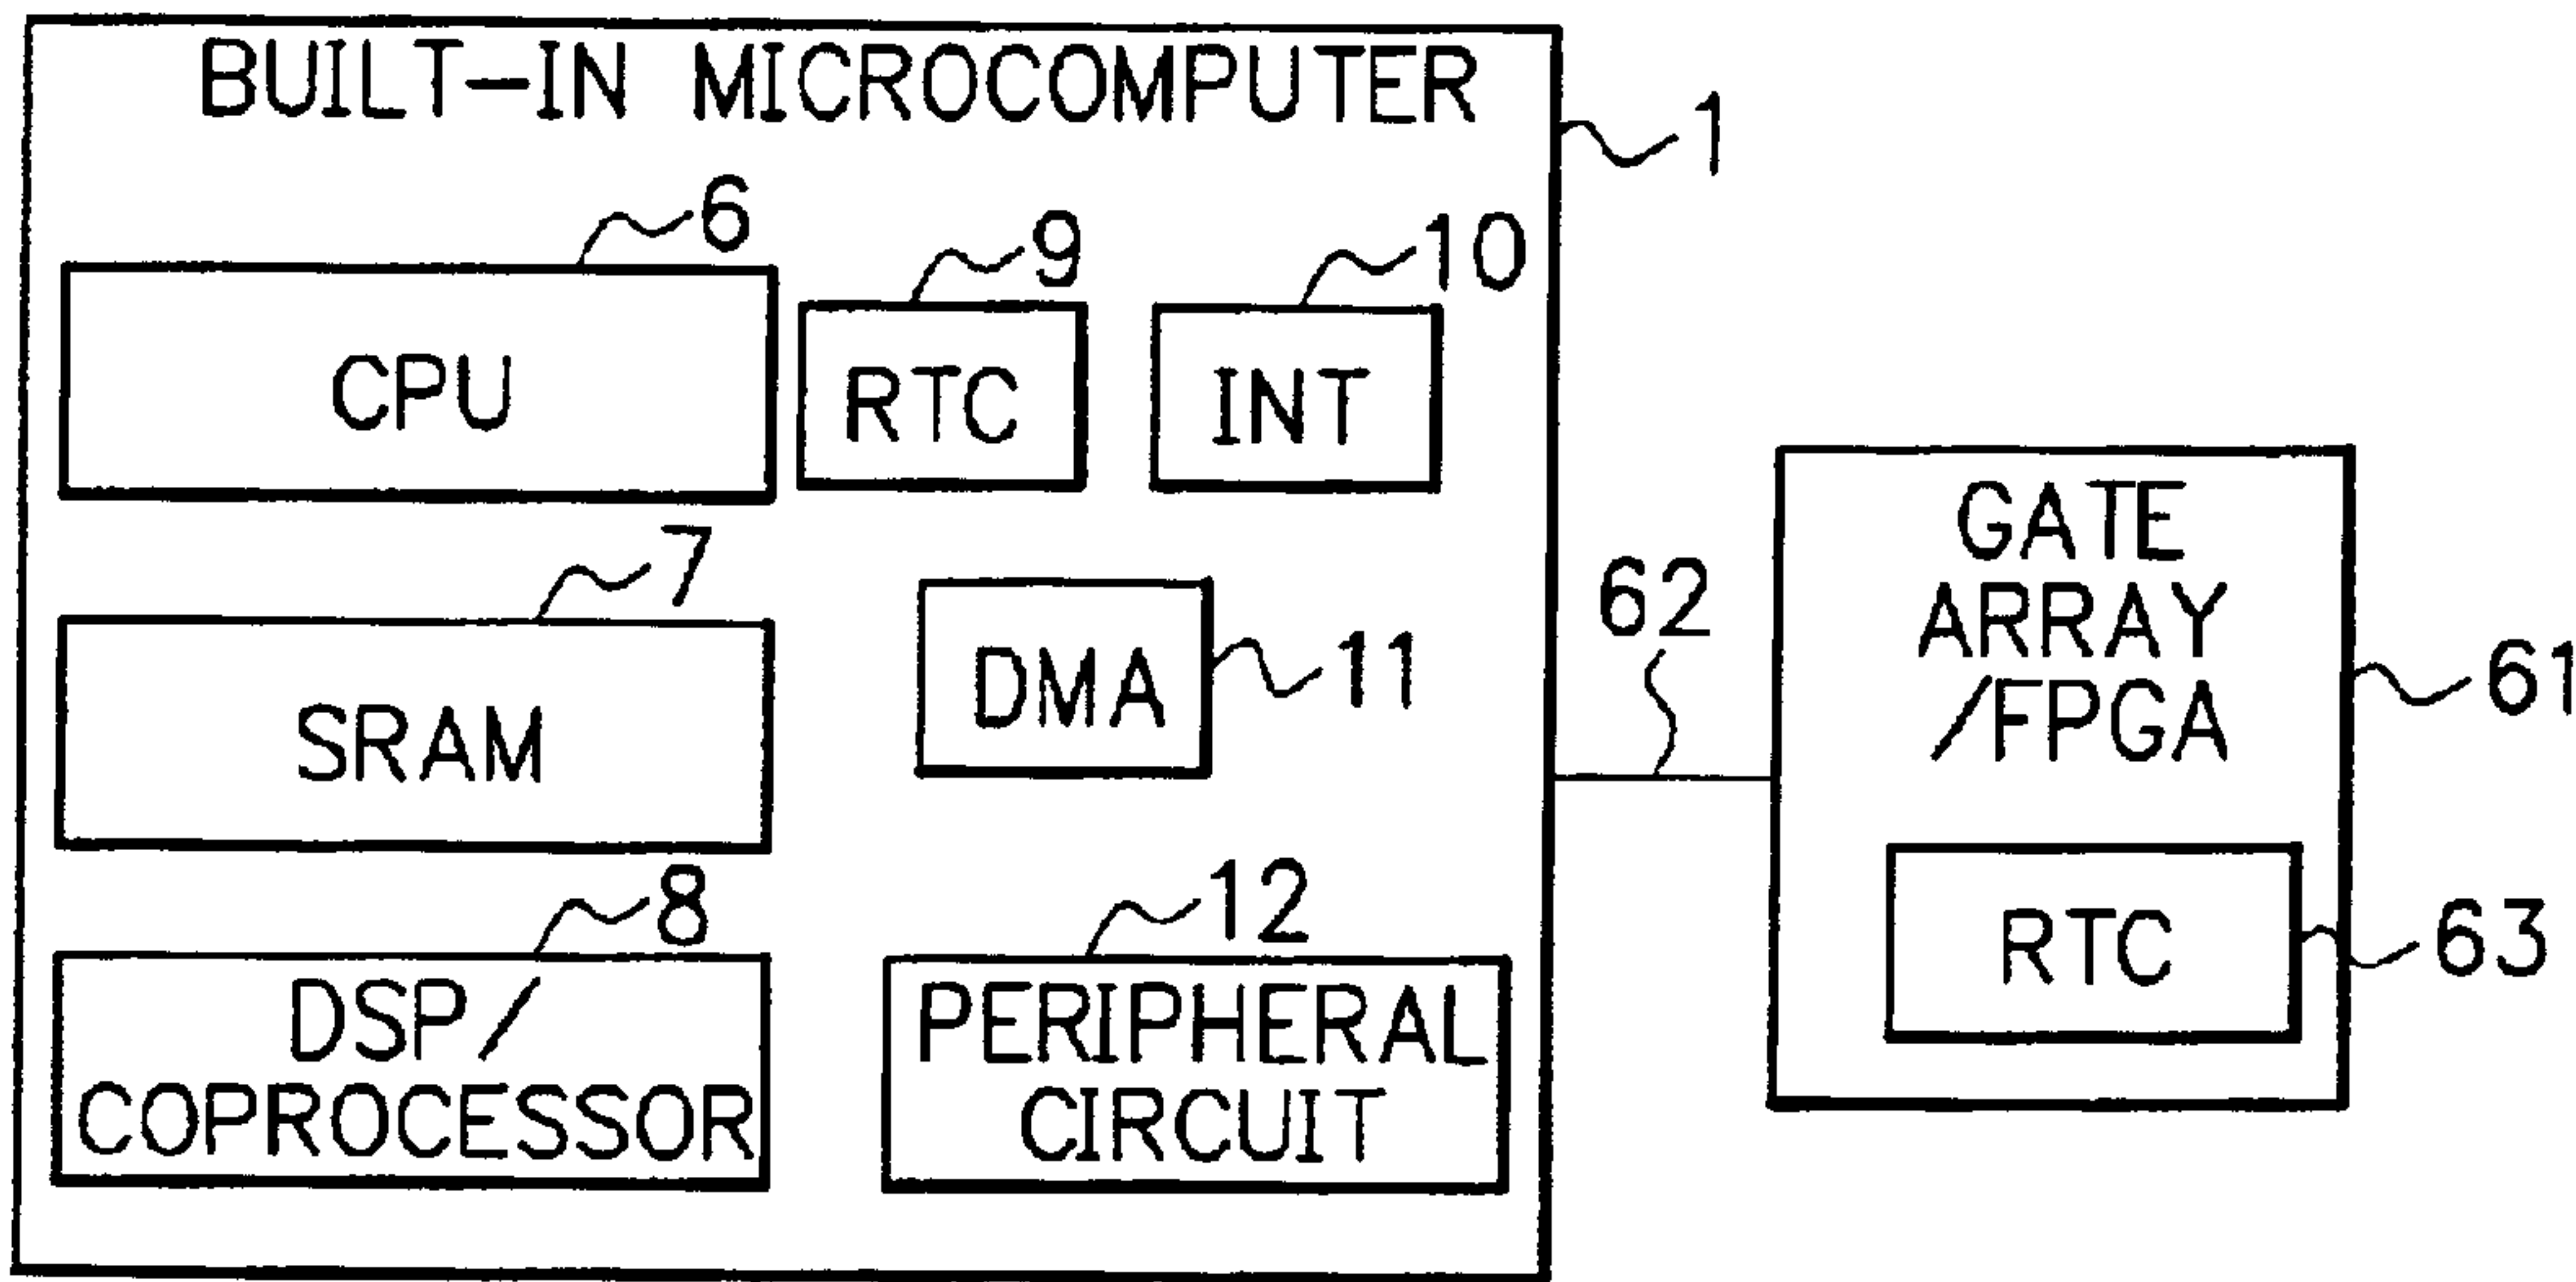 BUILT-IN MICROCOMPUTER
1
6
CPU
9
RTC
10
INT
7
SRAM
DMA
11
8
DSP/
COPROCESSOR
12
PERIPHERAL
CIRCUIT
62
GATE
ARRAY
/FPGA
61
RTC
63